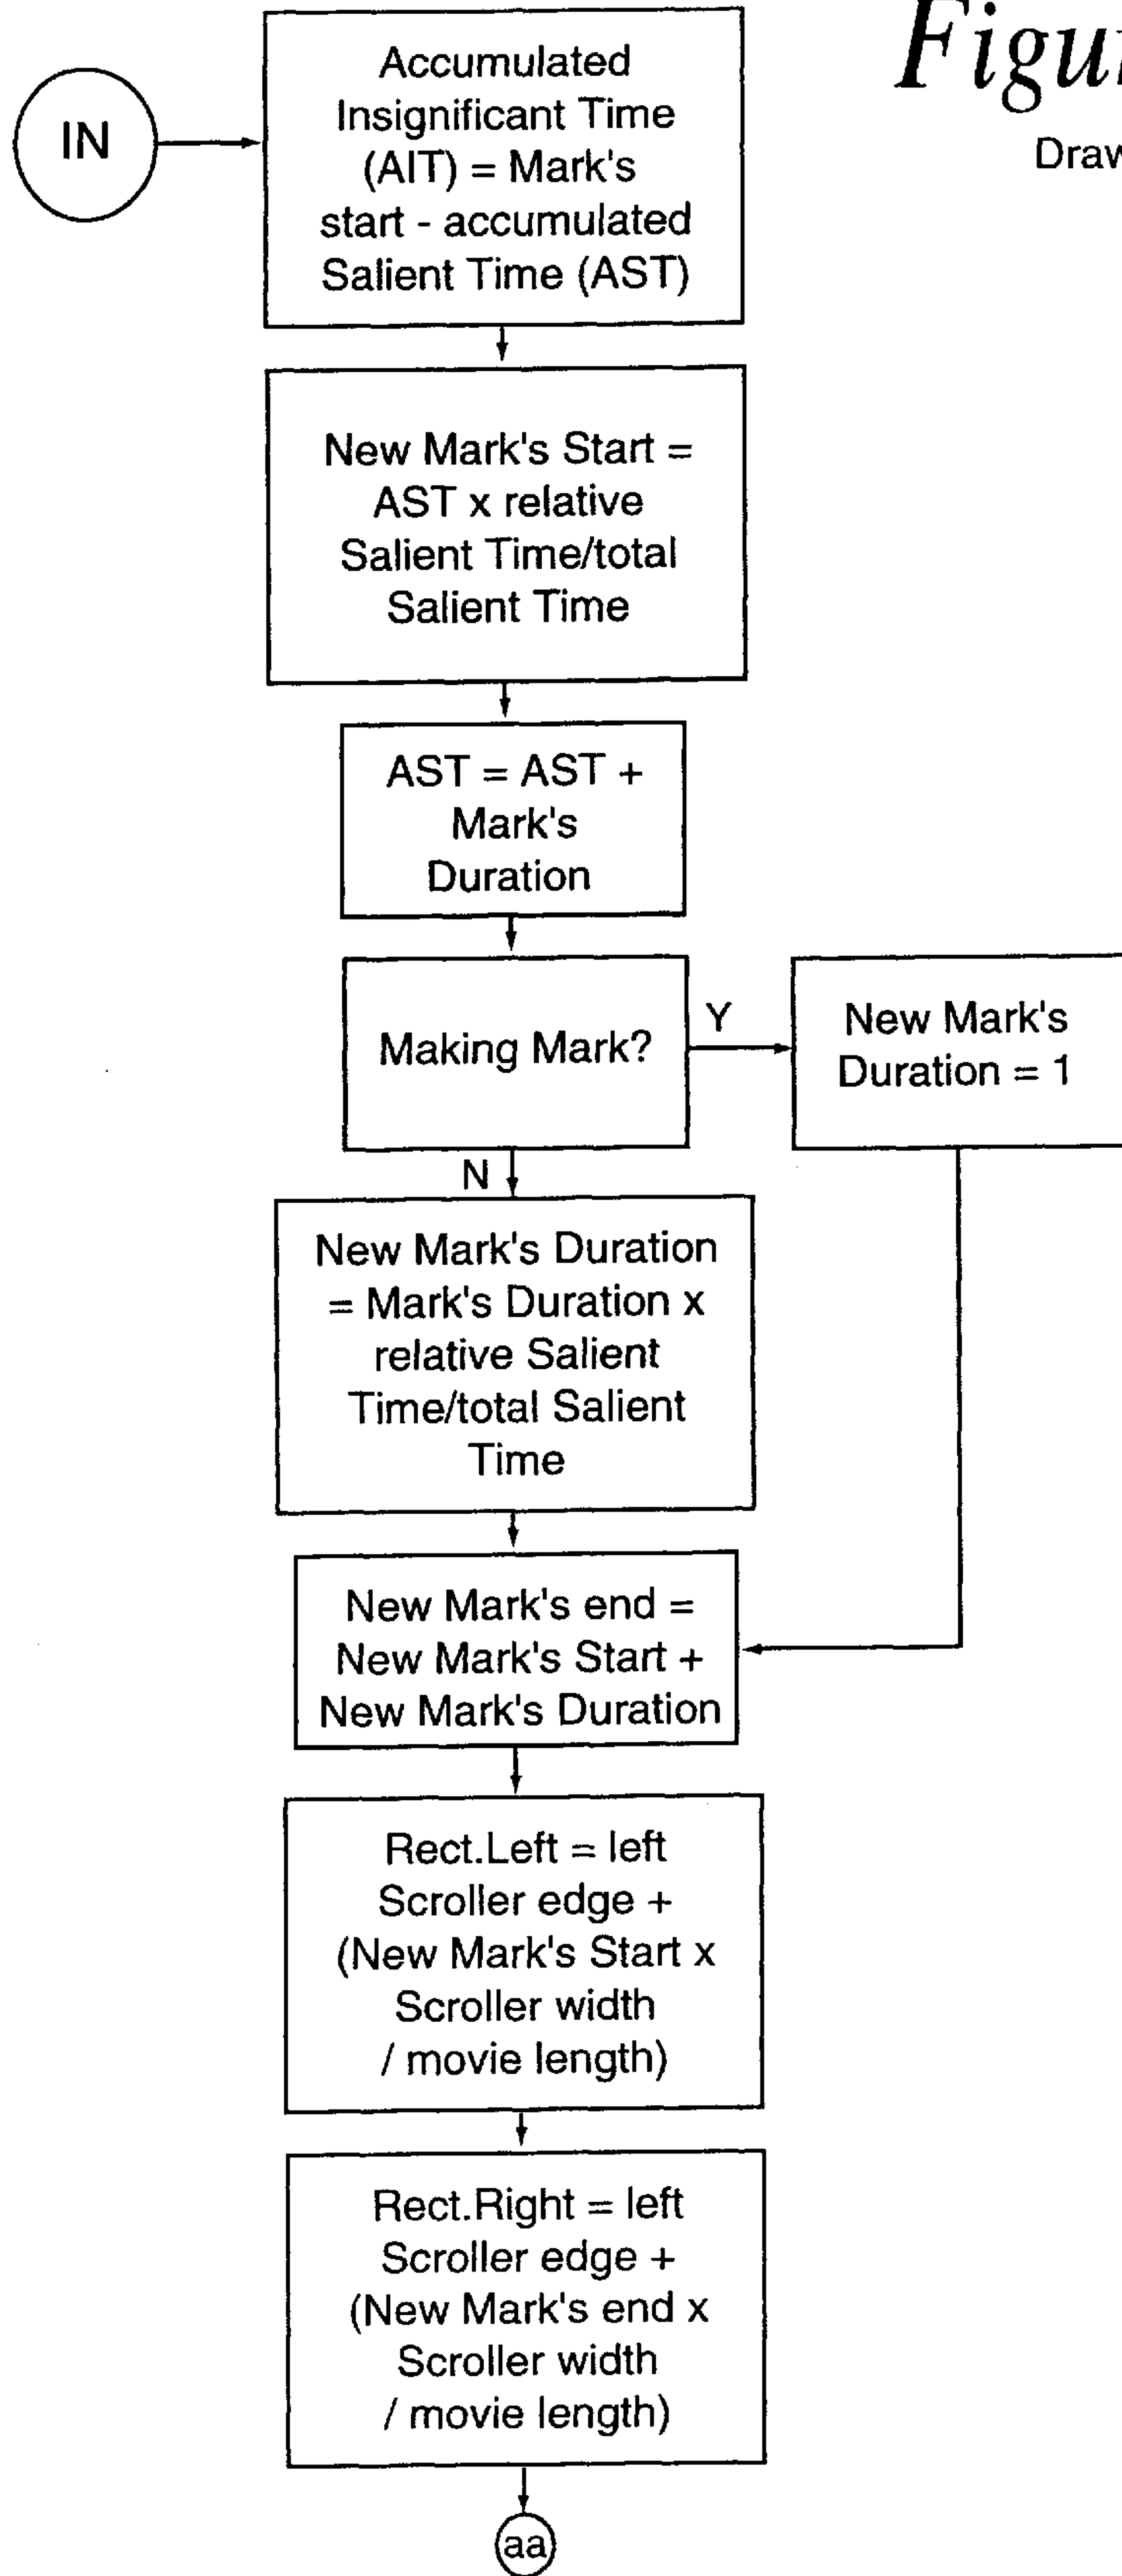 Figu
Draw
IN
Accumulated
Insignificant Time
(AIT) = Mark's
start - accumulated
Salient Time (AST)
New Mark's Start =
AST x relative
Salient Time/total
Salient Time
AST = AST +
Mark's
Duration
Making Mark?
Y
New Mark's
Duration = 1
N
New Mark's Duration
= Mark's Duration x
relative Salient
Time/total Salient
Time
New Mark's end =
New Mark's Start +
New Mark's Duration
Rect.Left = left
Scroller edge +
(New Mark's Start x
Scroller width
/ movie length)
Rect.Right = left
Scroller edge +
(New Mark's end x
Scroller width
/ movie length)
aa